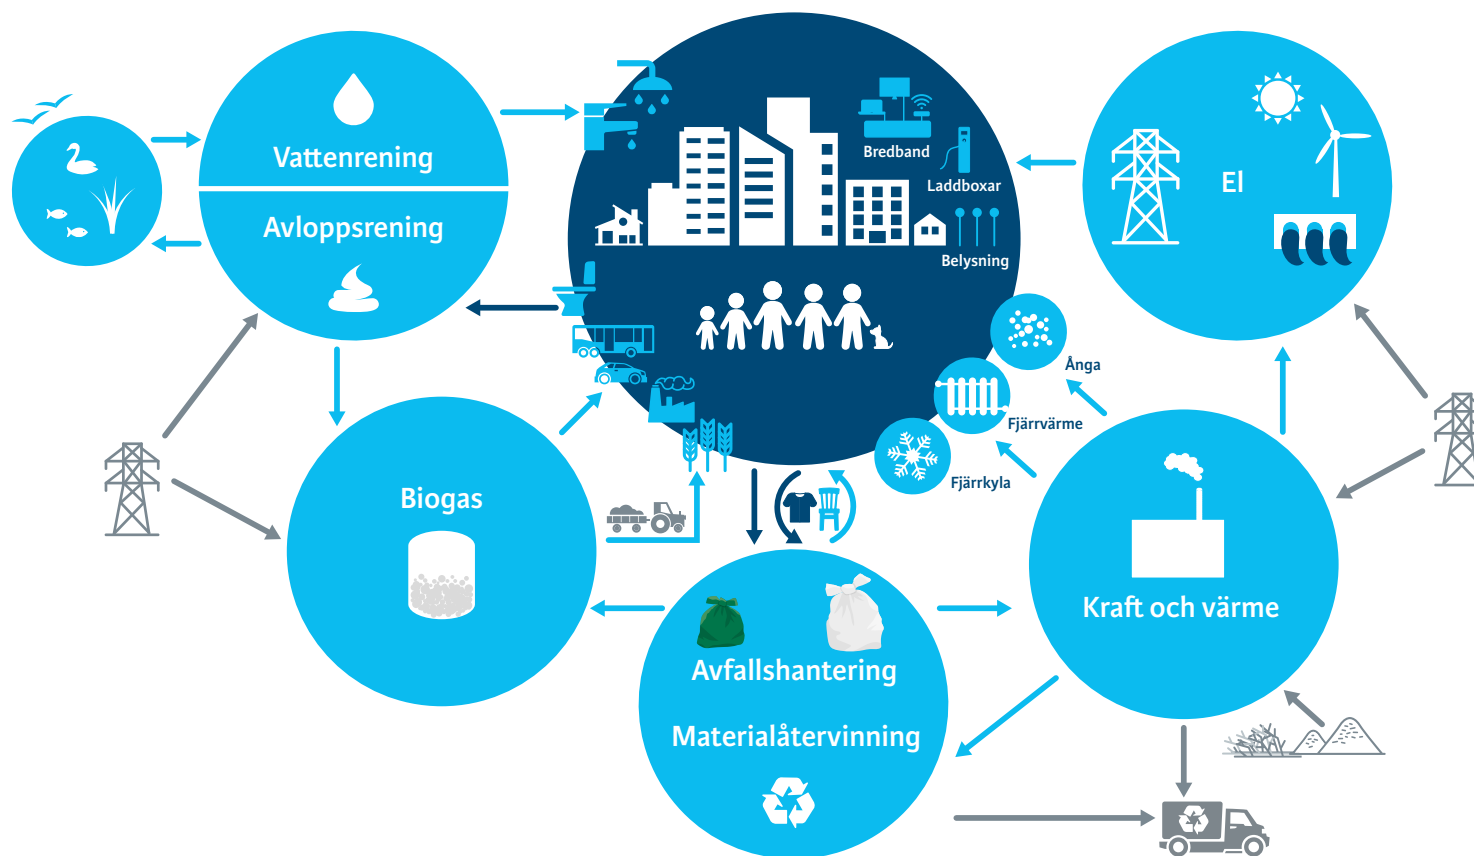 Vattenrening
Avloppsrening
Bredband
Laddboxar
Belysning
El
Ånga
Fjärrvärme
Fjärrkyla
Biogas
Kraft och värme
Avfallshantering
Materialåtervinning